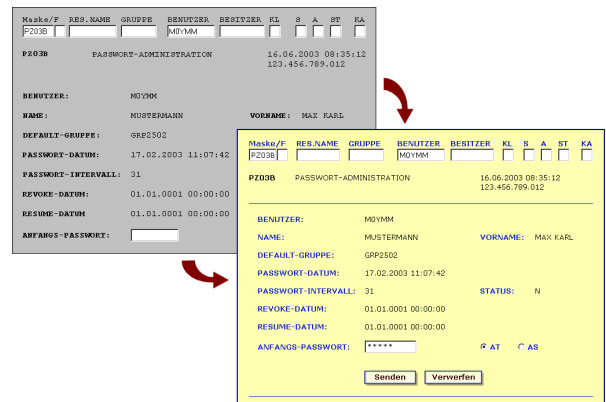 Maske/F RES.NAME GRUPPE BENUTZER BESITZER KL S A ST KA
PZ03B M0YMM
PZ03B PASSWORT-ADMINISTRATION 16.06.2003 08:35:12
123.456.789.012
BENUTZER: M0YMM
NAME: MUSTERMANN VORNAME: MAX KARL
DEFAULT-GRUPPE: GRP2502
PASSWORT-DATUM: 17.02.2003 11:07:42
PASSWORT-INTERVALL: 31
REVOKE-DATUM: 01.01.0001 00:00:00
RESUME-DATUM 01.01.0001 00:00:00
ANFANGS-PASSWORT:
Maske/F RES.NAME GRUPPE BENUTZER BESITZER KL S A ST KA
PZ03B M0YMM
PZ03B PASSWORT-ADMINISTRATION 16.06.2003 08:35:12
123.456.789.012
BENUTZER: M0YMM
NAME: MUSTERMANN VORNAME: MAX KARL
DEFAULT-GRUPPE: GRP2502
PASSWORT-DATUM: 17.02.2003 11:07:42
PASSWORT-INTERVALL: 31 STATUS: N
REVOKE-DATUM: 01.01.0001 00:00:00
RESUME-DATUM: 01.01.0001 00:00:00
ANFANGS-PASSWORT: ***** AT AS
Senden Verwerfen